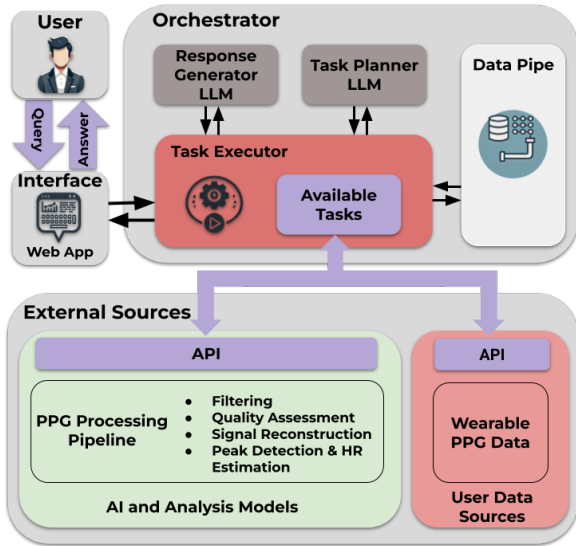 User
Query
Answer
Interface
Web App
Orchestrator
Response
Generator
LLM
Task Planner
LLM
Data Pipe
Task Executor
Available
Tasks
External Sources
API
PPG Processing
Pipeline
• Filtering
• Quality Assessment
• Signal Reconstruction
• Peak Detection & HR
Estimation
AI and Analysis Models
API
Wearable
PPG Data
User Data
Sources